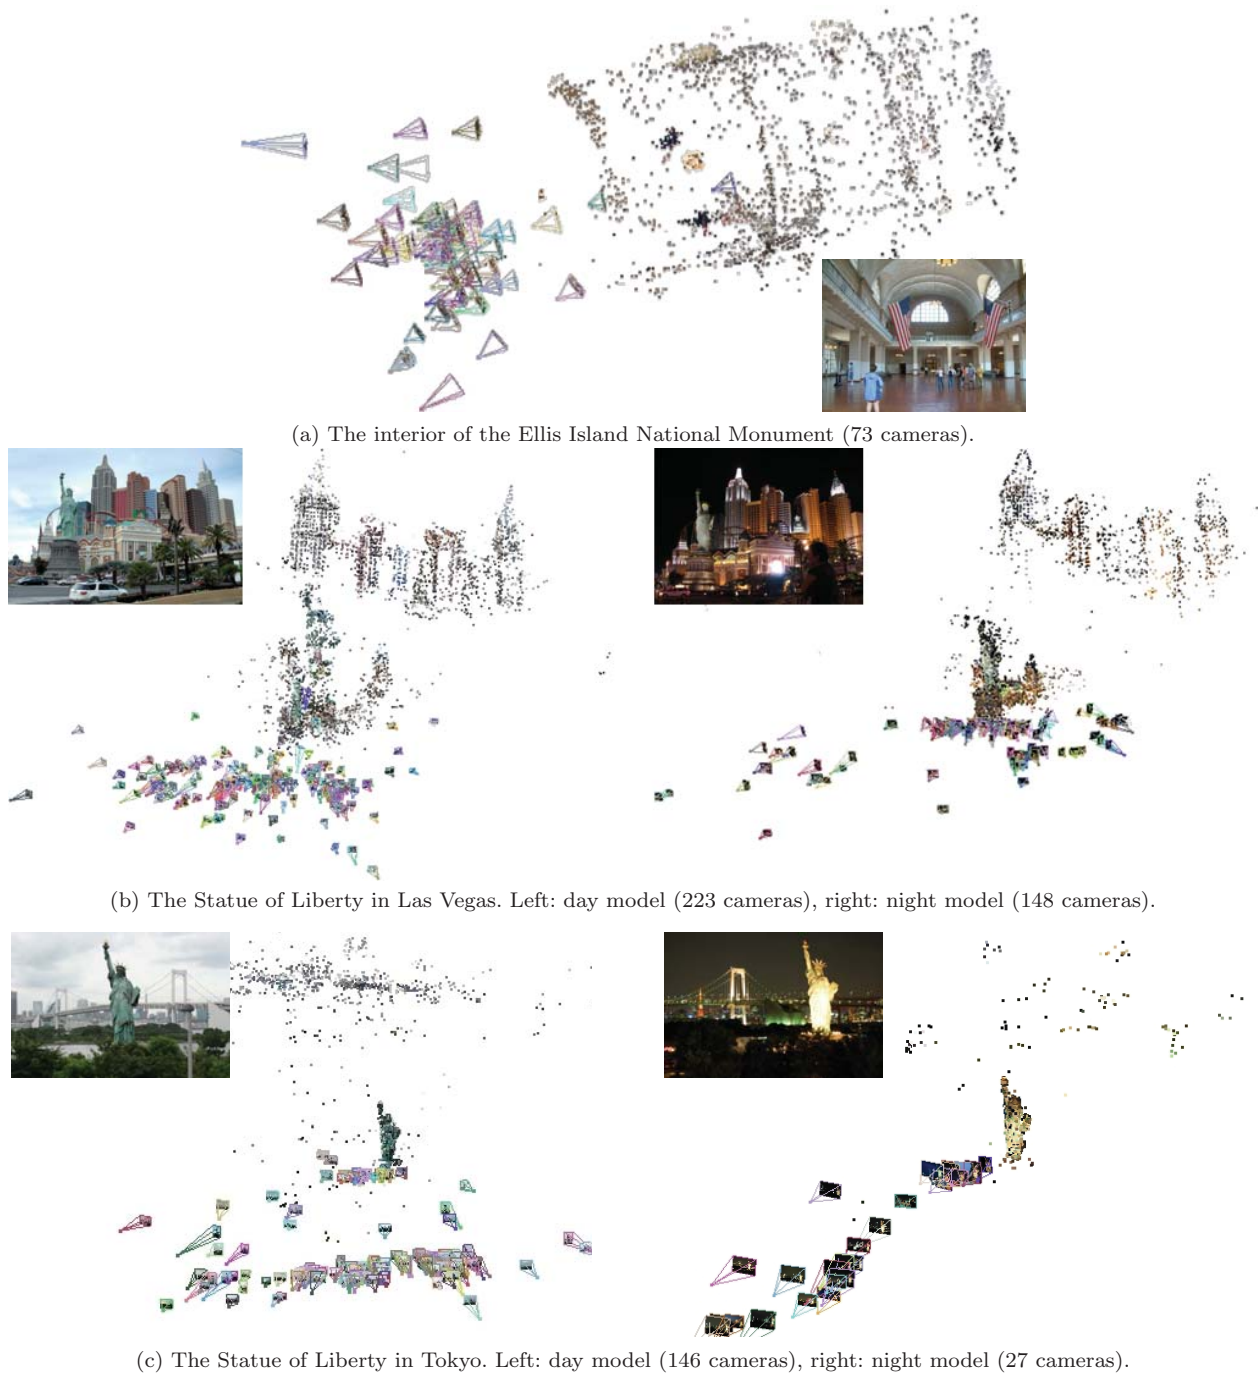 (a) The interior of the Ellis Island National Monument (73 cameras).
(b) The Statue of Liberty in Las Vegas. Left: day model (223 cameras), right: night model (148 cameras).
(c) The Statue of Liberty in Tokyo. Left: day model (146 cameras), right: night model (27 cameras).